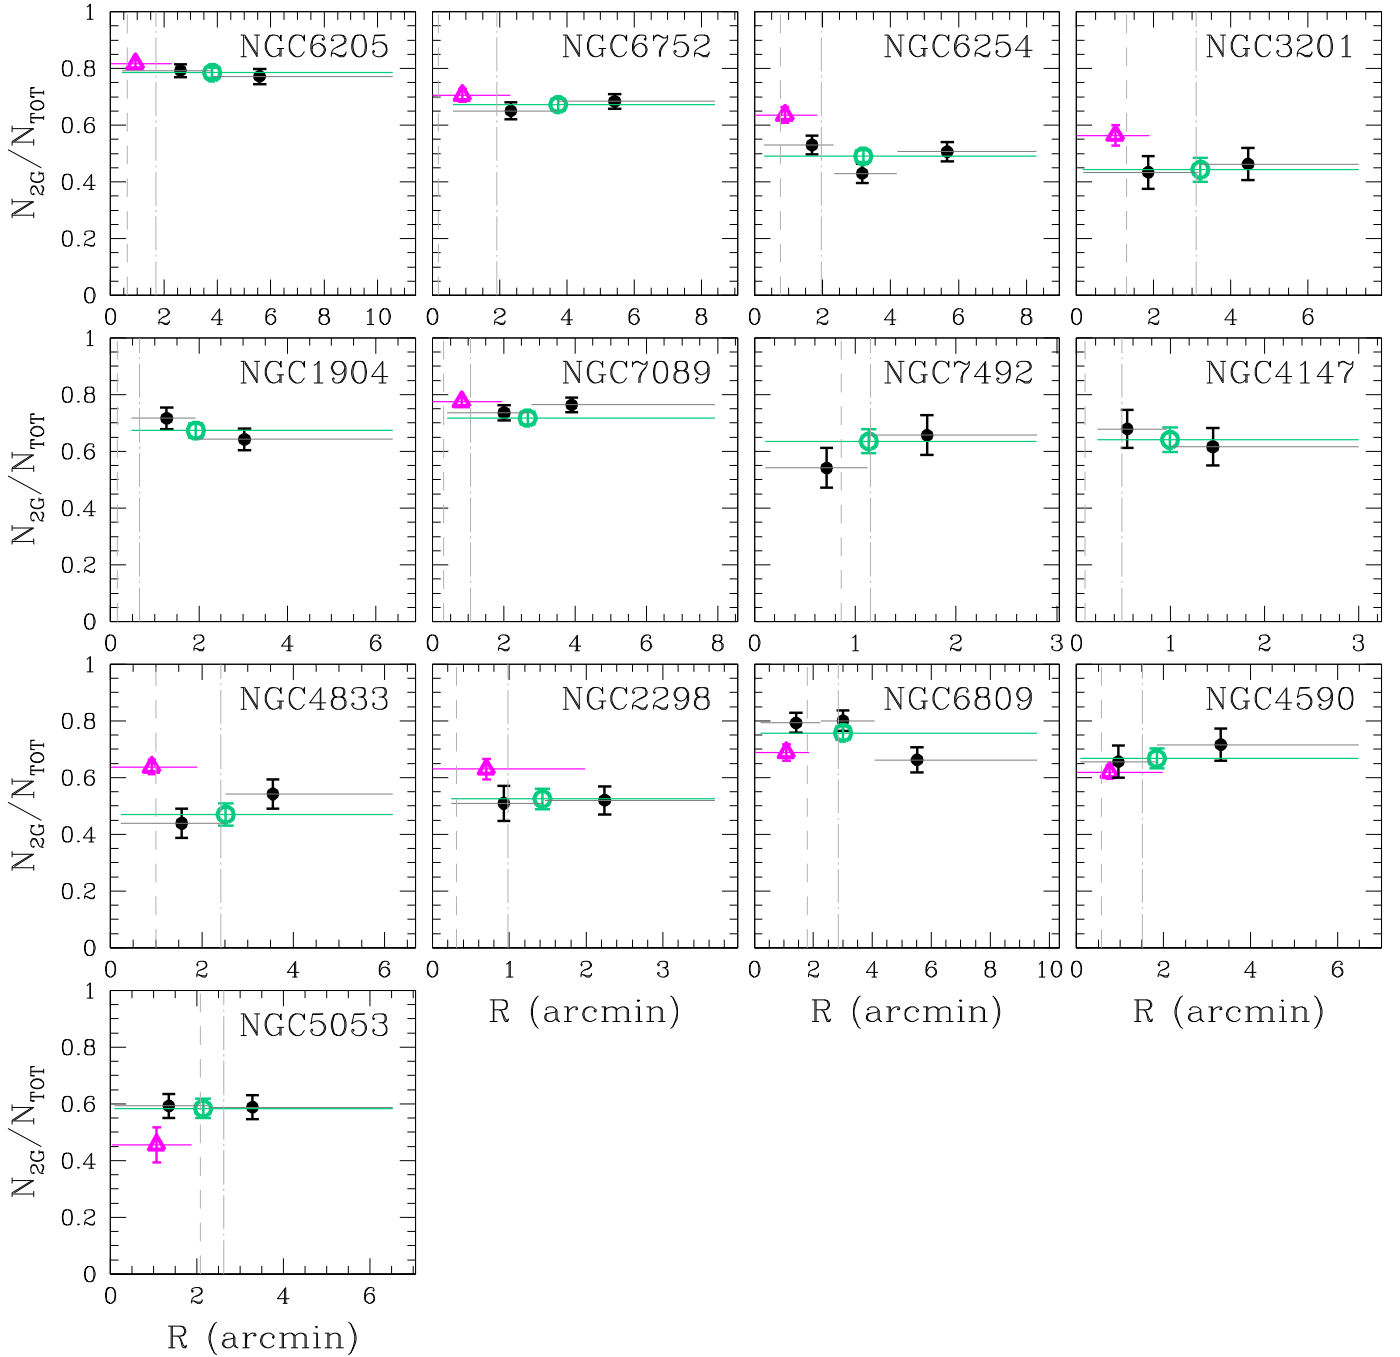 NGC6205 NGC6752 NGC6254 NGC3201
N2G/NTOT
1
0.8
0.6
0.4
0.2
0
0 2 4 6 8 10 0 2 4 6 8 0 2 4 6 8 0 2 4 6
NGC1904 NGC7089 NGC7492 NGC4147
N2G/NTOT
1
0.8
0.6
0.4
0.2
0
0 2 4 6 0 2 4 6 8 0 1 2 3 0 1 2 3
NGC4833 NGC2298 NGC6809 NGC4590
N2G/NTOT
1
0.8
0.6
0.4
0.2
0
0 2 4 6 0 1 2 3 0 2 4 6 8 10 0 2 4 6
R (arcmin) R (arcmin) R (arcmin)
NGC5053
N2G/NTOT
1
0.8
0.6
0.4
0.2
0
0 2 4 6
R (arcmin)